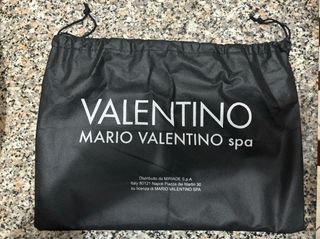 VALENTINO
MARIO VALENTINO spa
Distribuito da MIRIADE S.p.A
Italy 80121 Napoli Piazza dei Martiri 30
su licenza di MARIO VALENTINO SPA